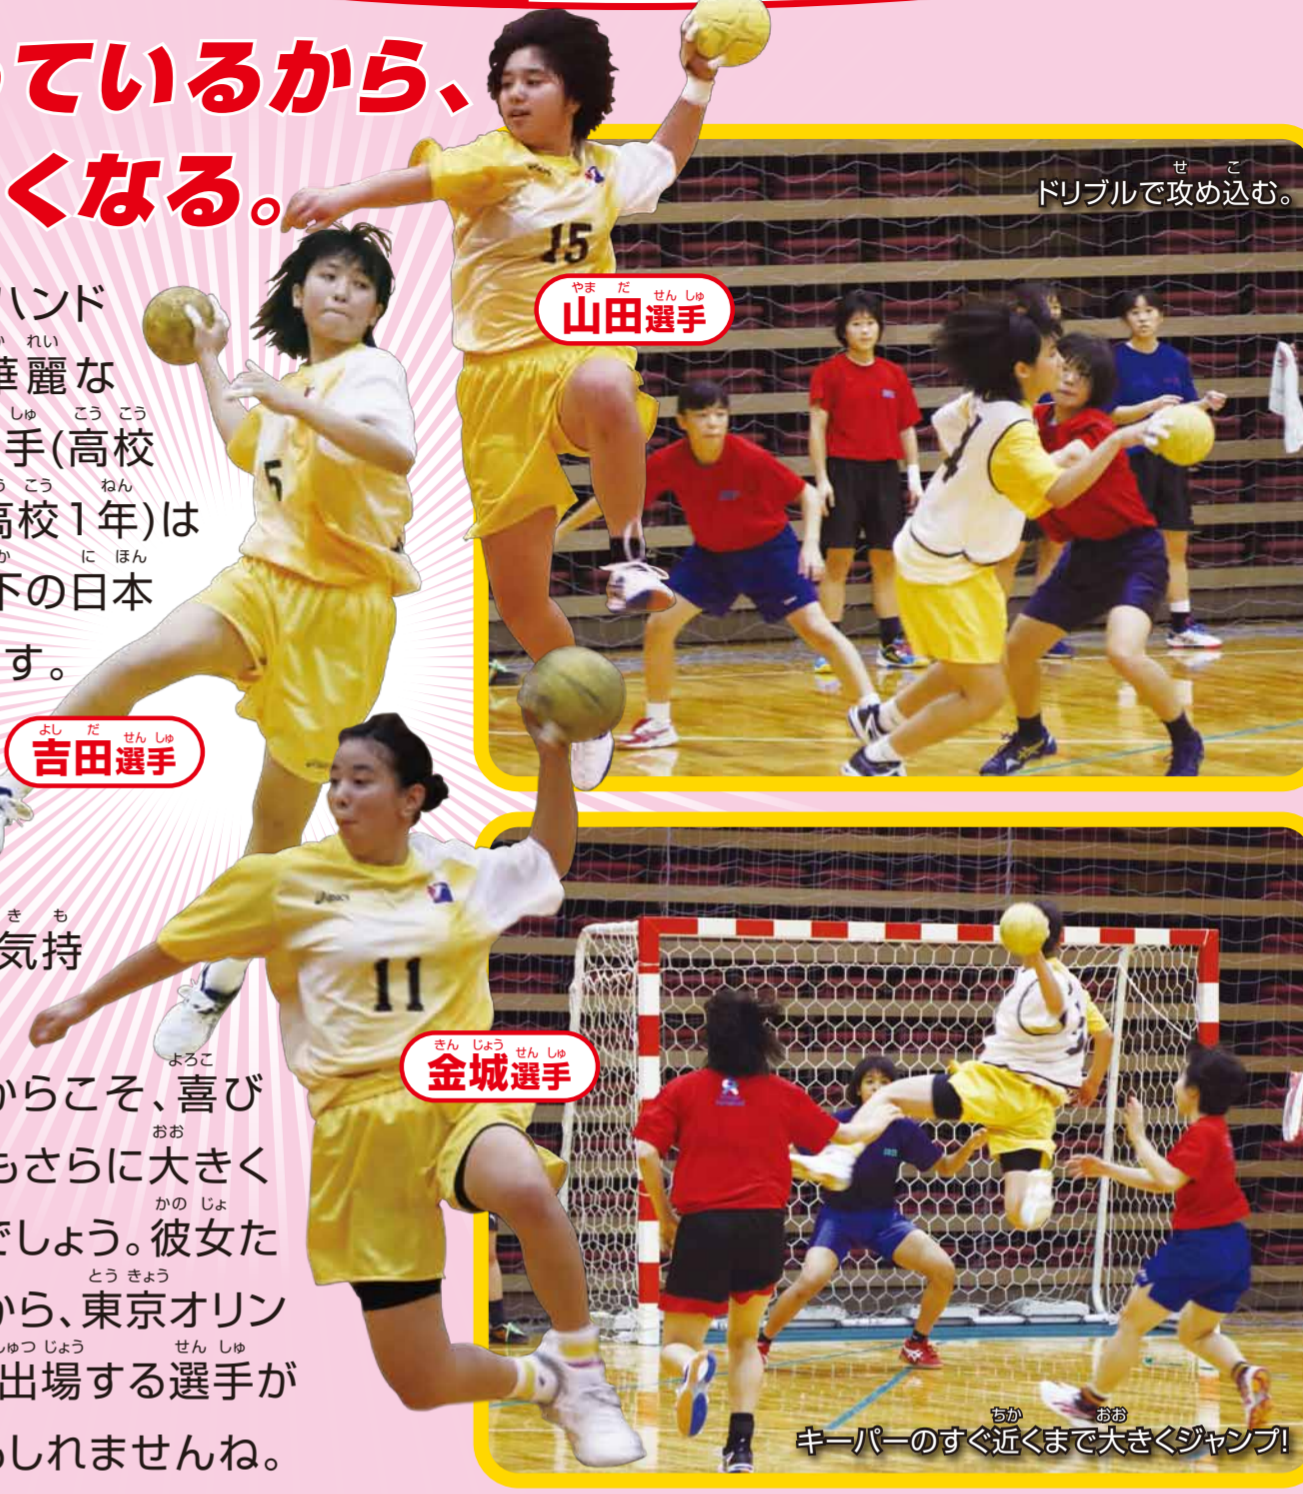 っているから、
くなる。
ハンド
華麗な
手(高校
高校1年)は
下の日本
す。
気持
からこそ、喜び
もさらに大きく
でしょう。彼女た
から、東京オリン
出場する選手が
もしれませんね。
15
山田選手
5
吉田選手
11
金城選手
ドリブルで攻め込む。
キーパーのすぐ近くまで大きくジャンプ!